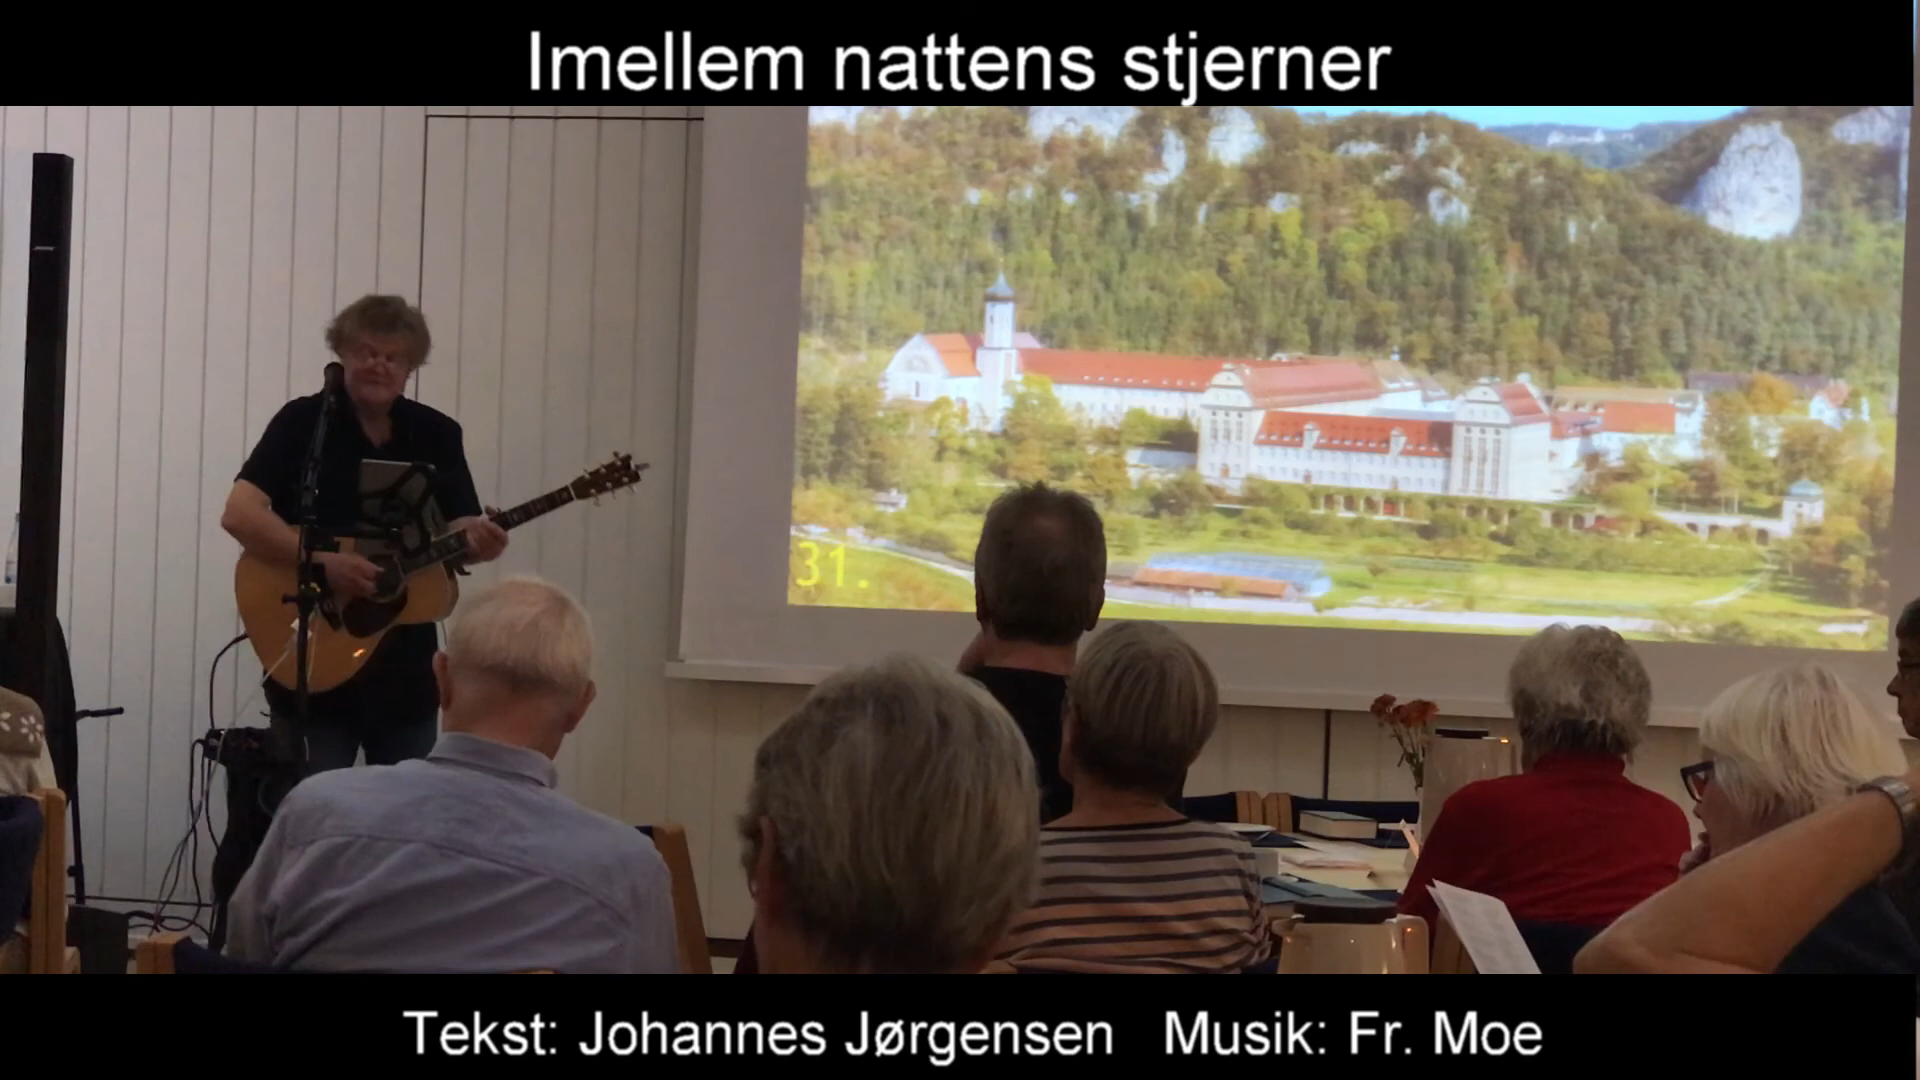 Imellem nattens stjerner
31.
Tekst: Johannes Jørgensen Musik: Fr. Moe